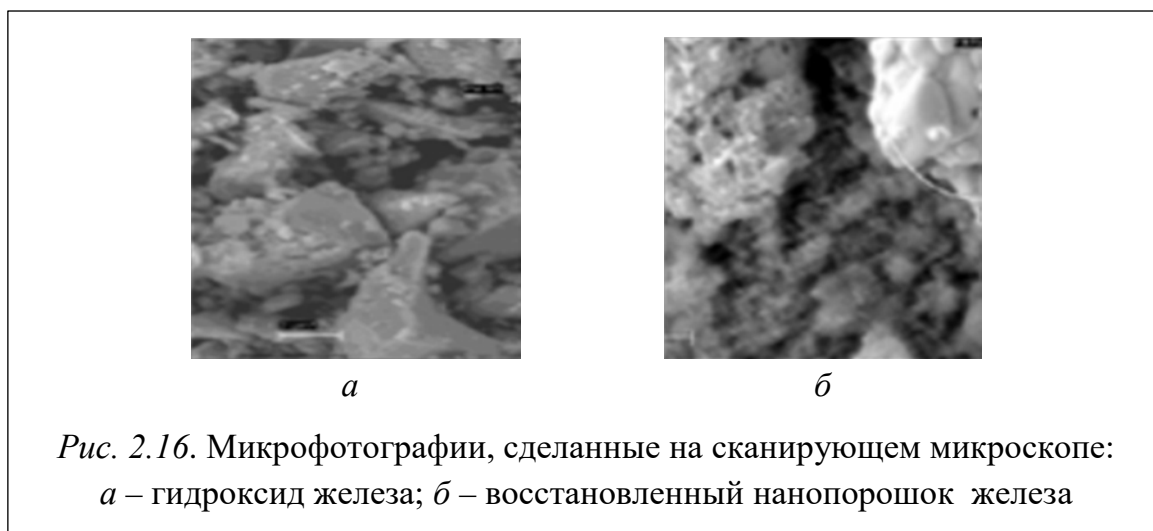 а
б
Рис. 2.16. Микрофотографии, сделанные на сканирующем микроскопе:
а – гидроксид железа; б – восстановленный нанопорошок железа